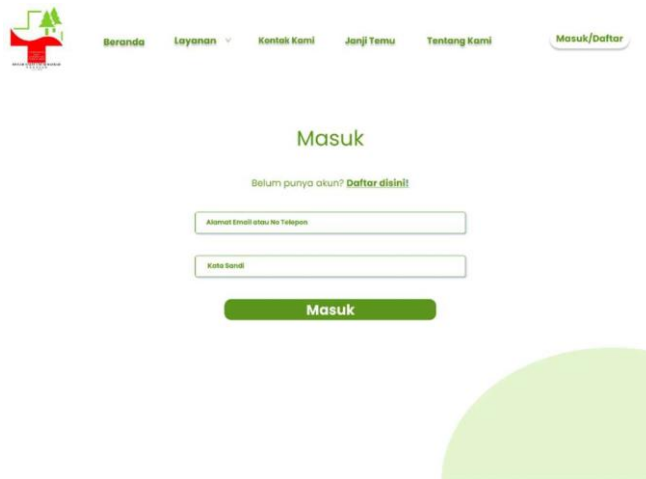 Beranda
Layanan
Kontak Kami
Janji Temu
Tentang Kami
Masuk/Daftar
Masuk
Belum punya akun? Daftar disini!
Alamat Email atau No Telepon
Kata Sandi
Masuk